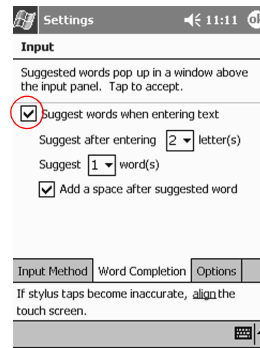 Settings 11:11 ok
Input
Suggested words pop up in a window above
the input panel. Tap to accept.
Suggest words when entering text
Suggest after entering 2 letter(s)
Suggest 1 word(s)
Add a space after suggested word
Input Method Word Completion Options
If stylus taps become inaccurate, align the
touch screen.